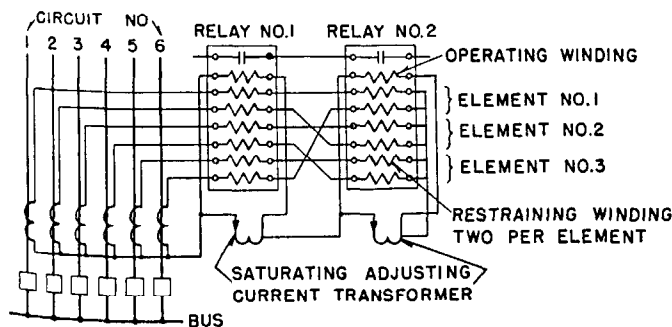 CIRCUIT NO
1 2 3 4 5 6
RELAY NO.1
RELAY NO.2
OPERATING WINDING
ELEMENT NO.1
ELEMENT NO.2
ELEMENT NO.3
RESTRAINING WINDING
TWO PER ELEMENT
SATURATING ADJUSTING
CURRENT TRANSFORMER
BUS